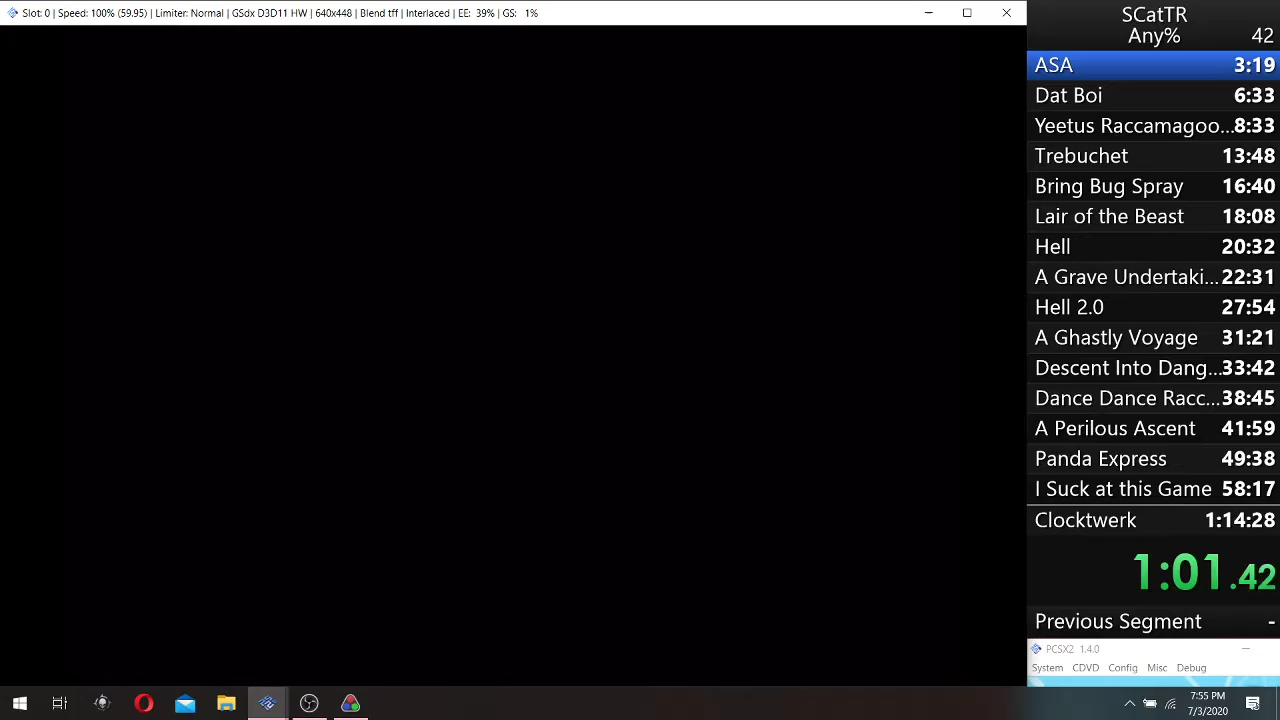 Slot: 0 | Speed: 100% (59.95) | Limiter: Normal | GSdx D3D11 HW | 640x448 | Blend tff | Interlaced | EE: 39% | GS: 1%
SCatTR
Any% 42
ASA 3:19
Dat Boi 6:33
Yeetus Raccamagoo... 8:33
Trebuchet 13:48
Bring Bug Spray 16:40
Lair of the Beast 18:08
Hell 20:32
A Grave Undertaki... 22:31
Hell 2.0 27:54
A Ghastly Voyage 31:21
Descent Into Dang... 33:42
Dance Dance Racc... 38:45
A Perilous Ascent 41:59
Panda Express 49:38
I Suck at this Game 58:17
Clocktwerk 1:14:28
1:01.42
Previous Segment -
PCSX2 1.4.0
System CDVD Config Misc Debug
7:55 PM
7/3/2020